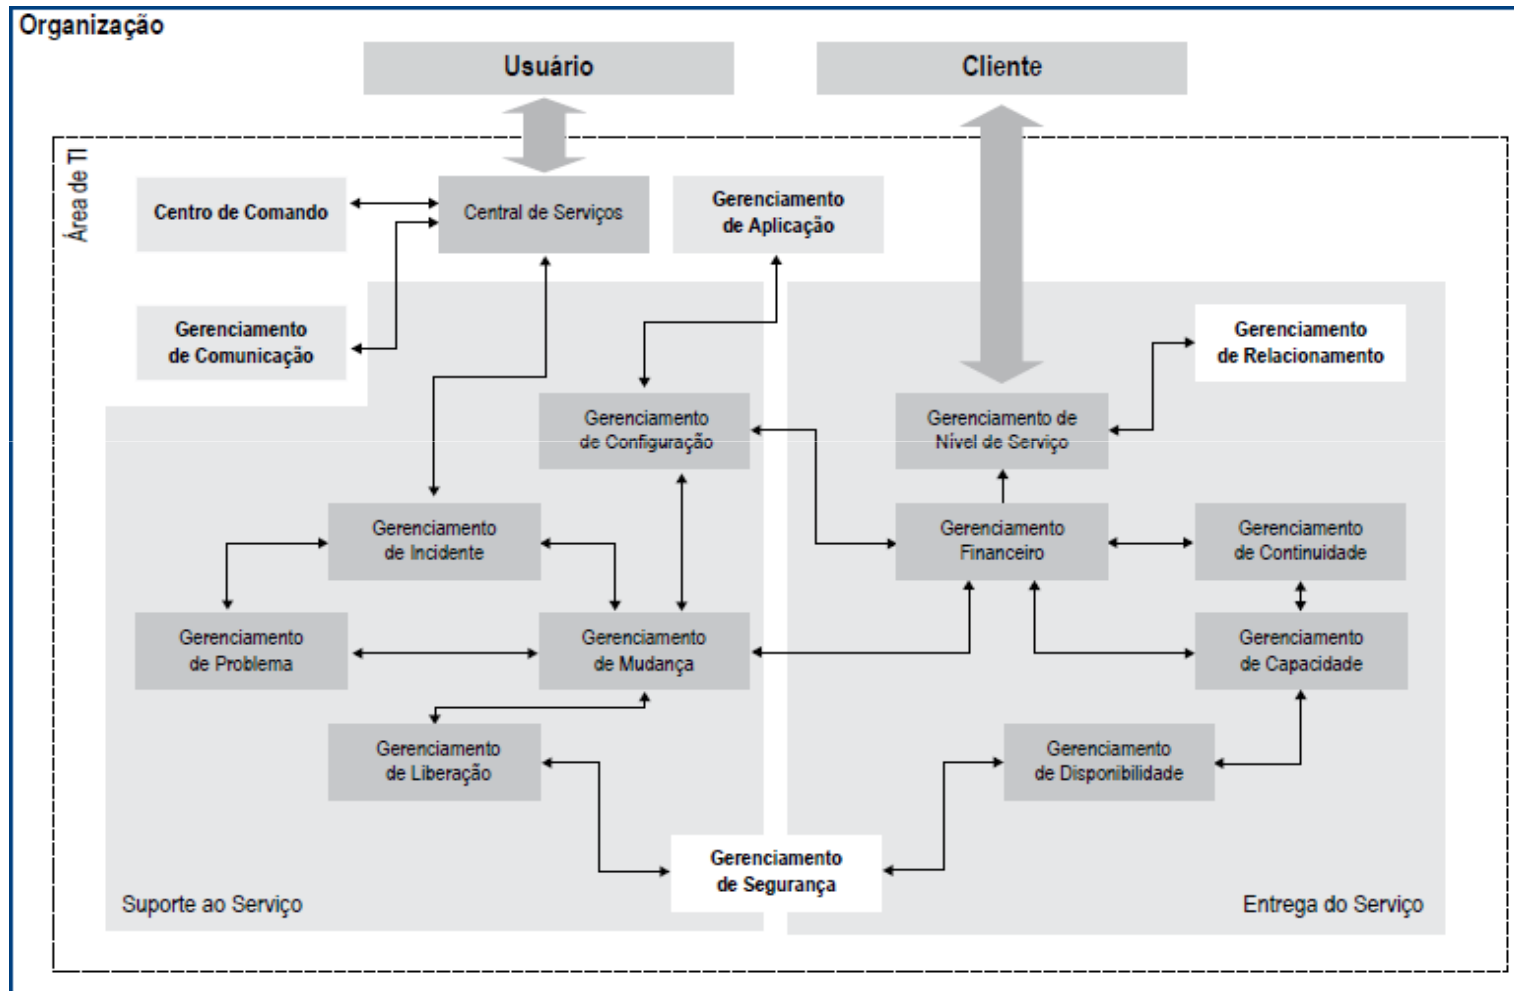 Organização
Usuário
Cliente
Área de TI
Centro de Comando
Central de Serviços
Gerenciamento
de Aplicação
Gerenciamento
de Comunicação
Gerenciamento
de Relacionamento
Gerenciamento
de Configuração
Gerenciamento de
Nível de Serviço
Gerenciamento
de Incidente
Gerenciamento
Financeiro
Gerenciamento
de Continuidade
Gerenciamento
de Problema
Gerenciamento
de Mudança
Gerenciamento
de Capacidade
Gerenciamento
de Liberação
Gerenciamento
de Disponibilidade
Gerenciamento
de Segurança
Suporte ao Serviço
Entrega do Serviço